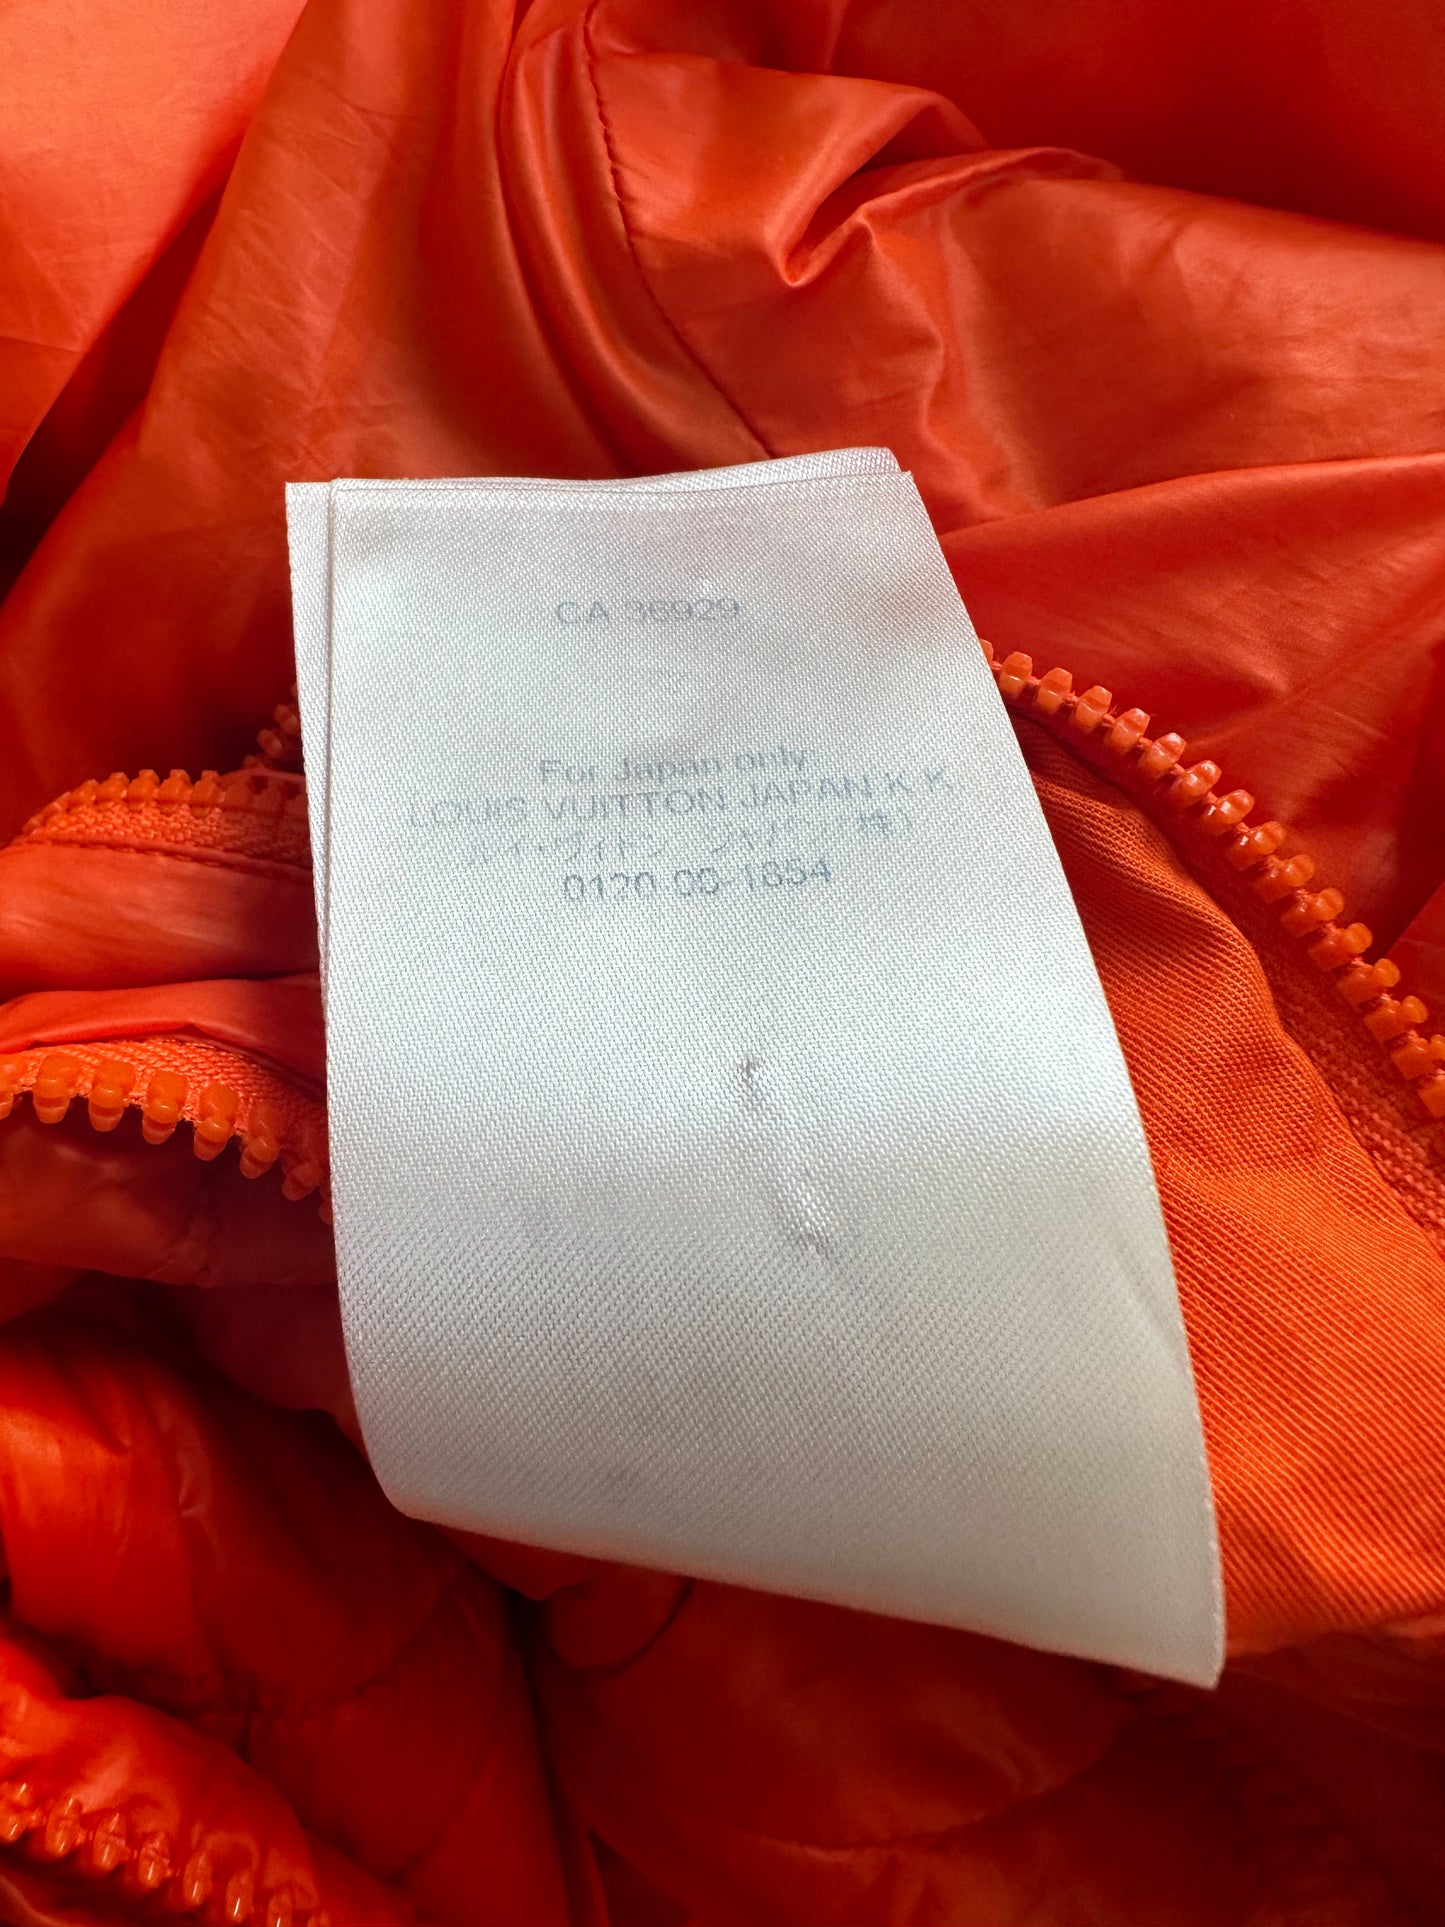 CA 36929
For Japan only
LOUIS VUITTON JAPAN K K
ルイ・ヴィトン ジャパン(株)
0120-00-1854